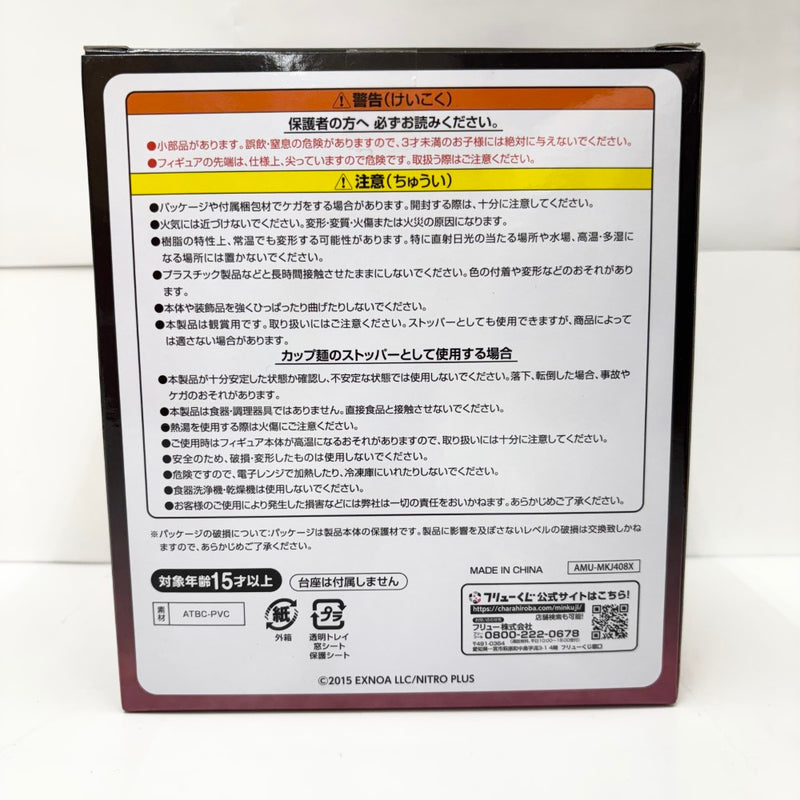 ⚠警告(けいこく)
保護者の方へ 必ずお読みください。
●小部品があります。誤飲・窒息の危険がありますので、3才未満のお子様には絶対に与えないでください。
●フィギュアの先端は、仕様上、尖っていますので危険です。取扱う際はご注意ください。
⚠注意(ちゅうい)
●パッケージや付属梱包材でケガをする場合があります。開封する際は、十分に注意してください。
●火気には近づけないでください。変形・変質・火傷または火災の原因になります。
●樹脂の特性上、常温でも変形する可能性があります。特に直射日光の当たる場所や水場、高温・多湿に
なる場所には置かないでください。
●プラスチック製品などと長時間接触させたままにしないでください。色の付着や変形などのおそれがあり
ます。
●本体や装飾品を強くひっぱったり曲げたりしないでください。
●本製品は観賞用です。取り扱いにはご注意ください。ストッパーとしても使用できますが、商品によって
は適さない場合があります。
カップ麺のストッパーとして使用する場合
●本製品が十分安定した状態か確認し、不安定な状態では使用しないでください。落下、転倒した場合、事故や
ケガのおそれがあります。
●本製品は食器・調理器具ではありません。直接食品と接触させないでください。
●熱湯を使用する際は火傷にご注意ください。
●ご使用時はフィギュア本体が高温になるおそれがありますので、取り扱いには十分に注意してください。
●安全のため、破損・変形したものは使用しないでください。
●危険ですので、電子レンジで加熱したり、冷凍庫にいれたりしないでください。
●食器洗浄機・乾燥機は使用しないでください。
●お客様のご使用により発生した損害などには弊社は一切の責任をおいかねます。あらかじめご了承ください。
※パッケージの破損について:パッケージは製品本体の保護材です。製品に影響を及ぼさないレベルの破損は交換致しかね
ますので、あらかじめご了承ください。
MADE IN CHINA
AMU-MKJ408X
対象年齢15才以上
台座は付属しません
素材
ATBC-PVC
紙
外箱
プラ
透明トレイ
窓シート
保護シート
フリューくじ 公式サイトはこちら!
https://charahiroba.com/minkuji/
店舗検索も可能!
フリュー株式会社
0800-222-0678
〒491-0364
©2015 EXNOA LLC/NITRO PLUS